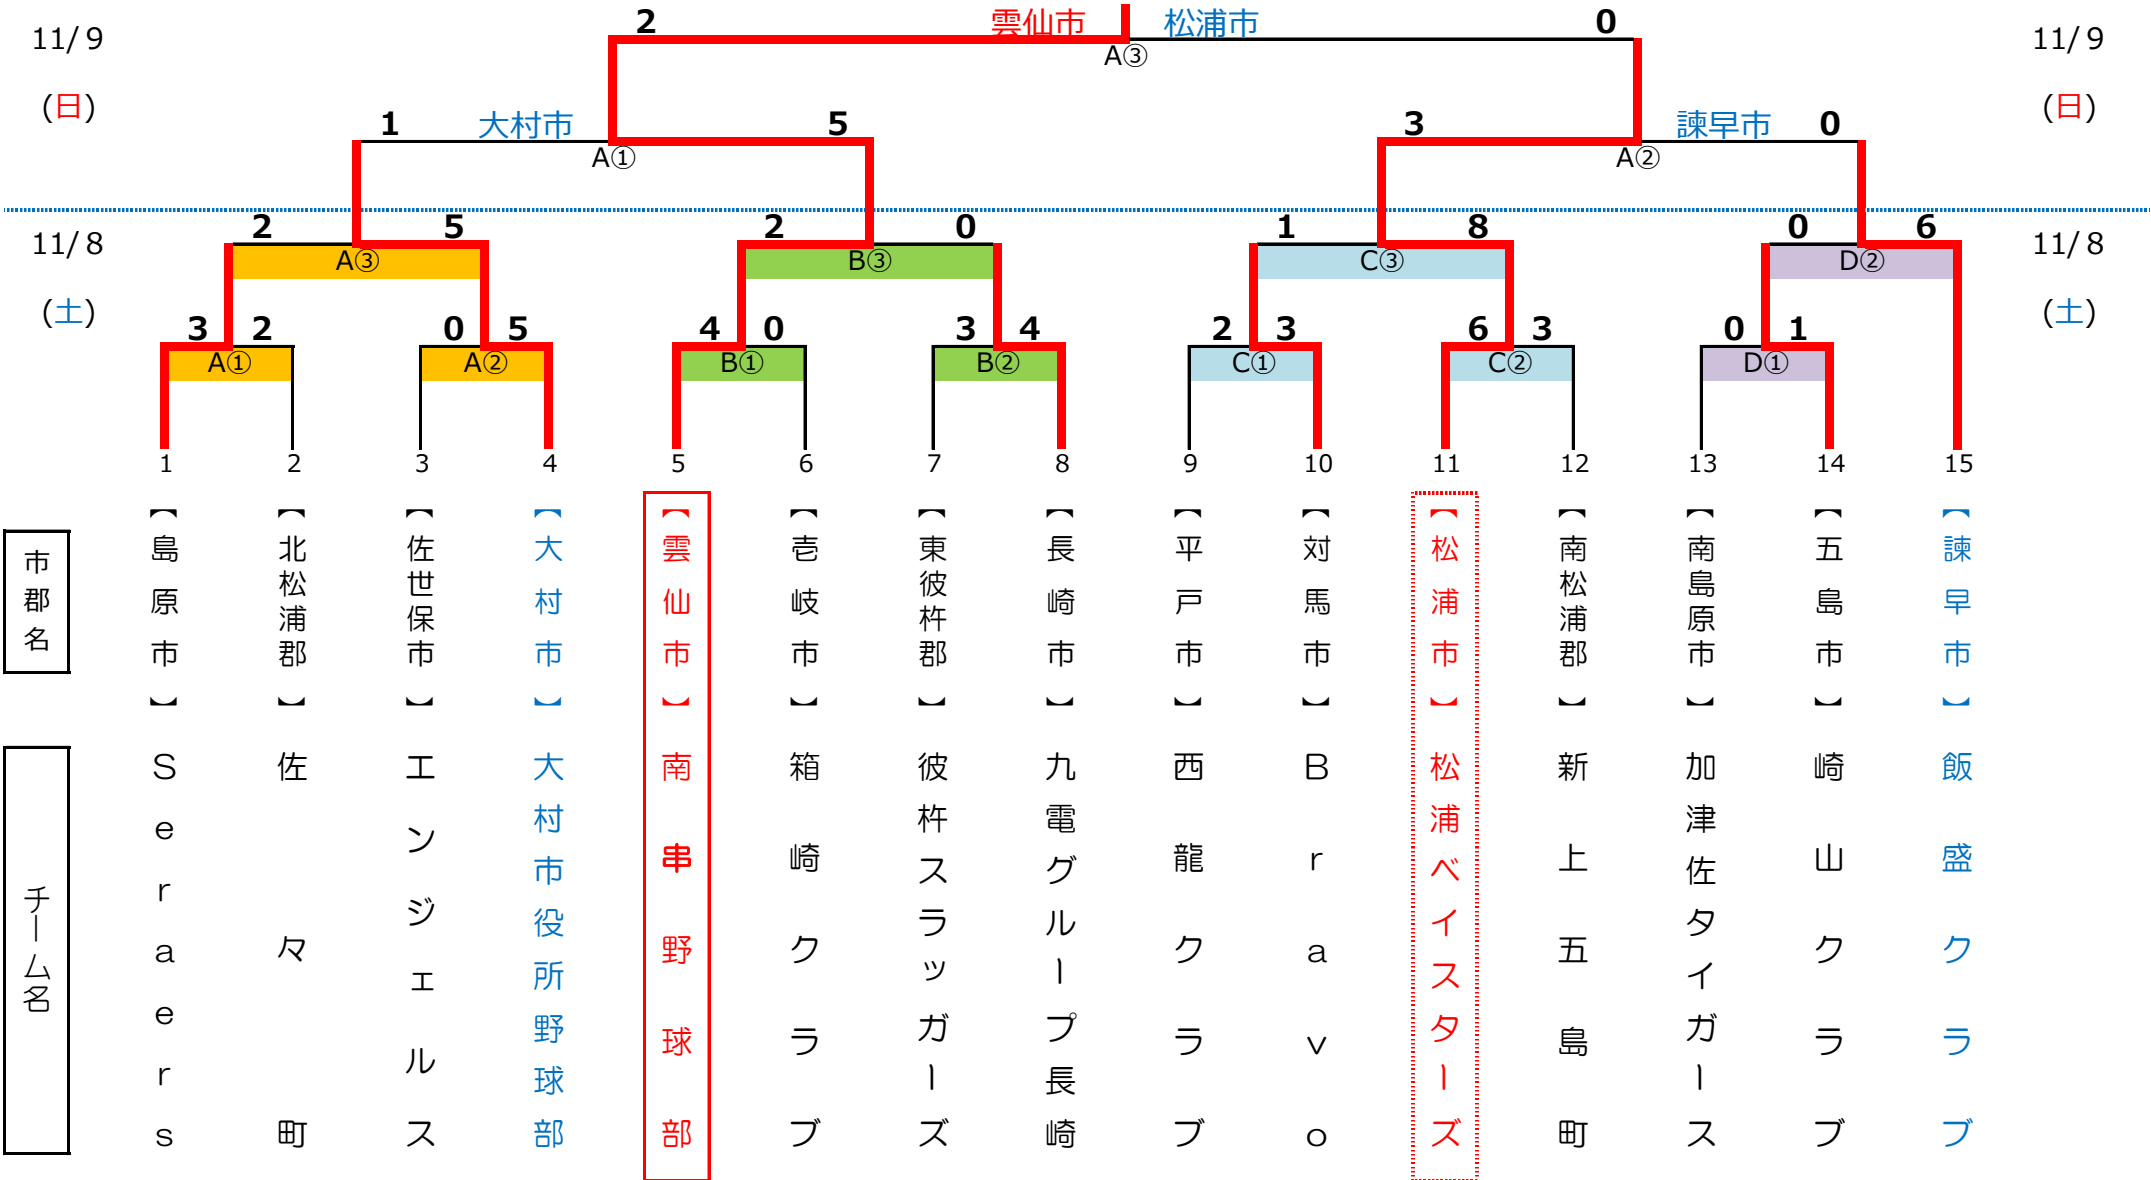 2 雲仙市 松浦市 0
11/9 A③ 11/9
(日) (日)
1 大村市 5 3 諫早市 0
A① A②
2 5 2 0 1 8 0 6
11/8 A③ B③ C③ D② 11/8
(土) (土)
3 2 0 5 4 0 3 4 2 3 6 3 0 1
A① A② B① B② C① C② D①
1 2 3 4 5 6 7 8 9 10 11 12 13 14 15
市郡名
【島原市】
【北松浦郡】
【佐世保市】
【大村市】
【雲仙市】
【壱岐市】
【東彼杵郡】
【長崎市】
【平戸市】
【対馬市】
【松浦市】
【南松浦郡】
【南島原市】
【五島市】
【諫早市】
チーム名
Seraerers
佐々町
エンジェルス
大村市役所野球部
南串野球部
箱崎クラブ
彼杵スラッガーズ
九電グループ長崎
西龍クラブ
Bravo
松浦ベイスターズ
新上五島町
加津佐タイガース
崎山クラブ
飯盛クラブ